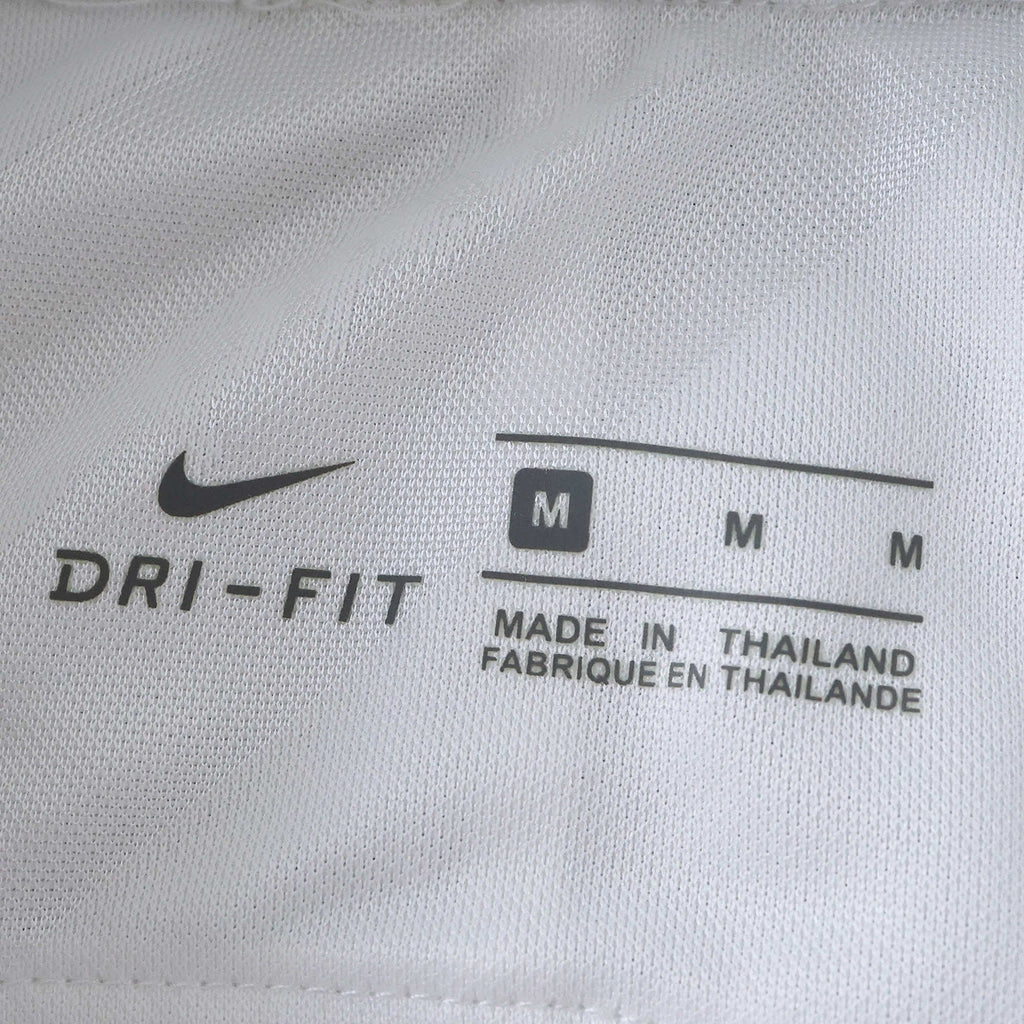 DRI-FIT
M M M
MADE IN THAILAND
FABRIQUE EN THAILANDE